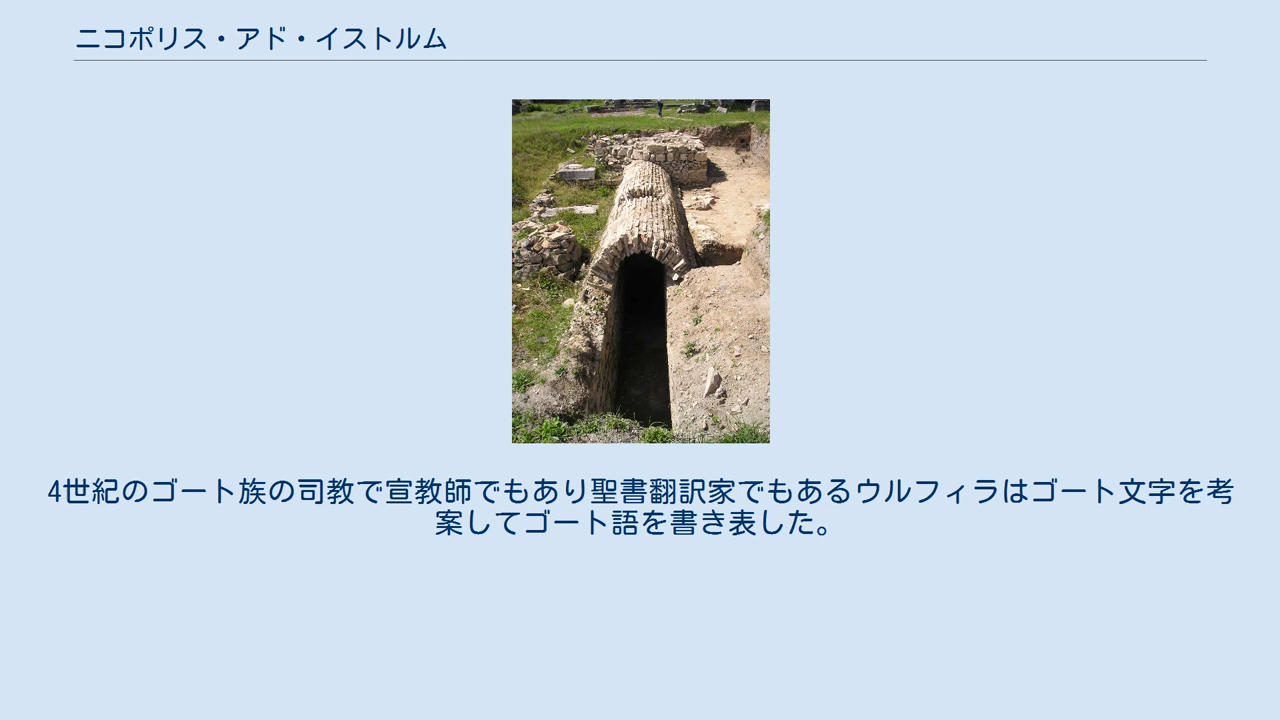 ニコポリス・アド・イストルム
4世紀のゴート族の司教で宣教師でもあり聖書翻訳家でもあるウルフィラはゴート文字を考
案してゴート語を書き表した。